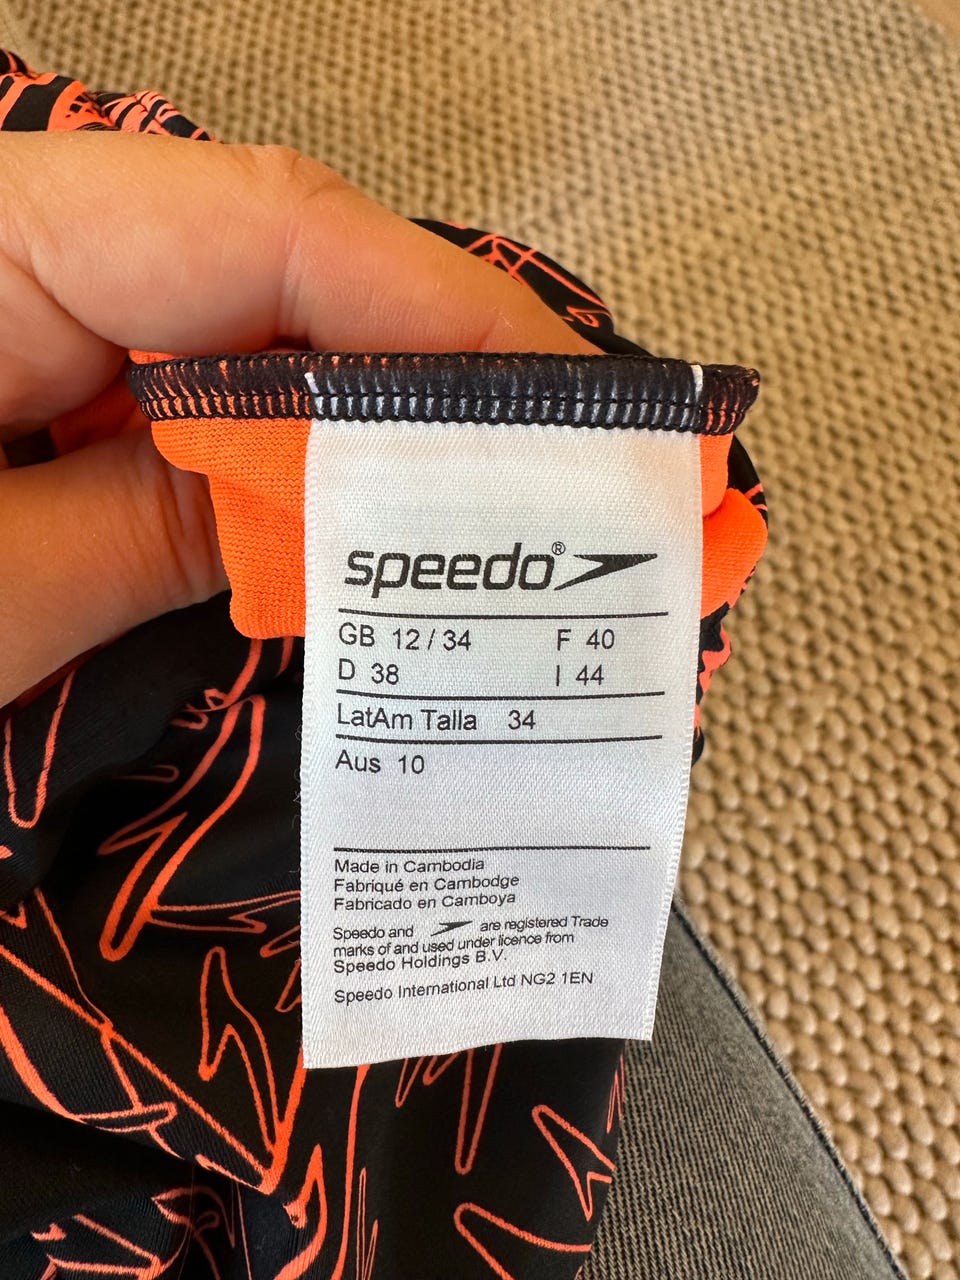 speedo®
GB 12 / 34 F 40
D 38 I 44
LatAm Talla 34
Aus 10
Made in Cambodia
Fabriqué en Cambodge
Fabricado en Camboya
Speedo and are registered Trade
marks of and used under licence from
Speedo Holdings B.V.
Speedo International Ltd NG2 1EN